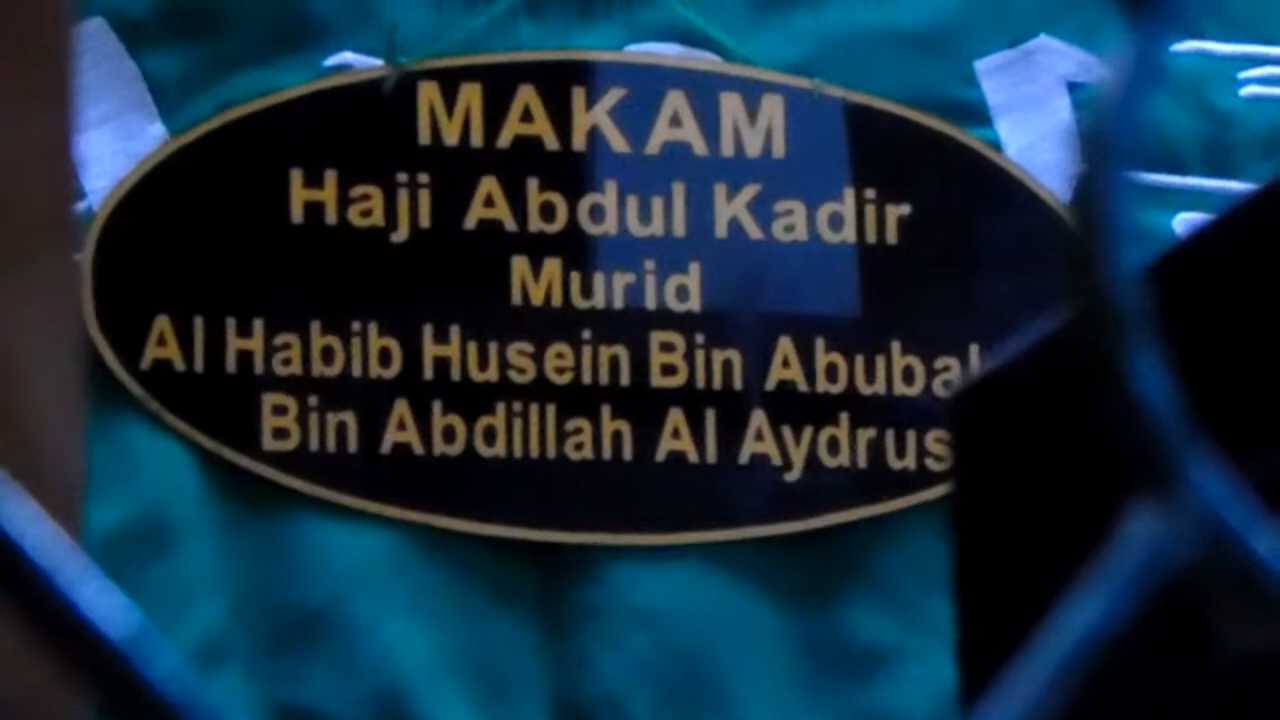 MAKAM
Haji Abdul Kadir
Murid
Al Habib Husein Bin
Bin Abdillah Al Aydrus